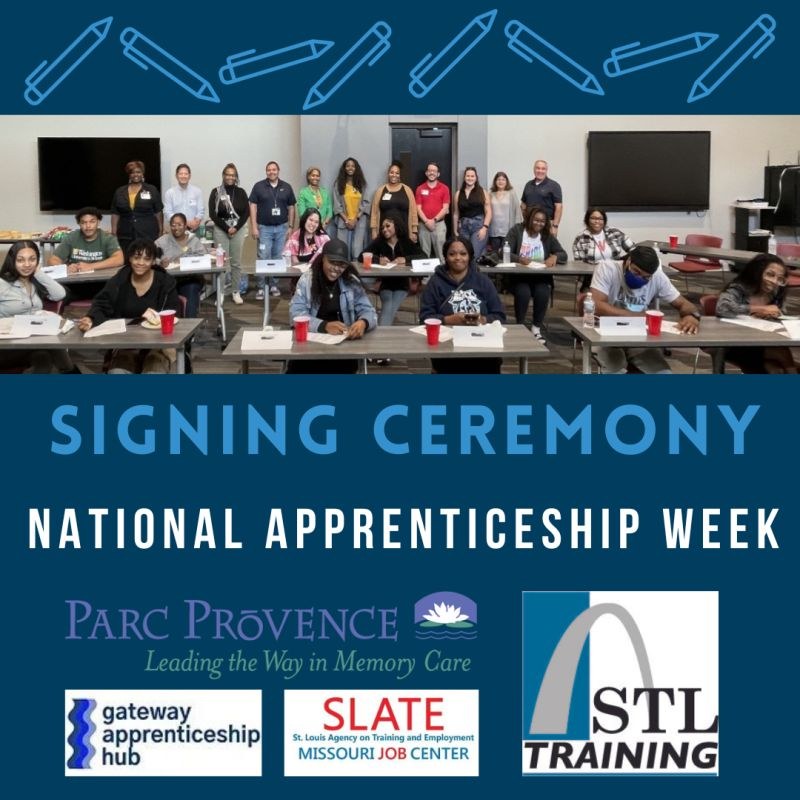 SIGNING CEREMONY
NATIONAL APPRENTICESHIP WEEK
PARC PROVENCE
Leading the Way in Memory Care
gateway
apprenticeship
hub
SLATE
St. Louis Agency on Training and Employment
MISSOURI JOB CENTER
STL
TRAINING